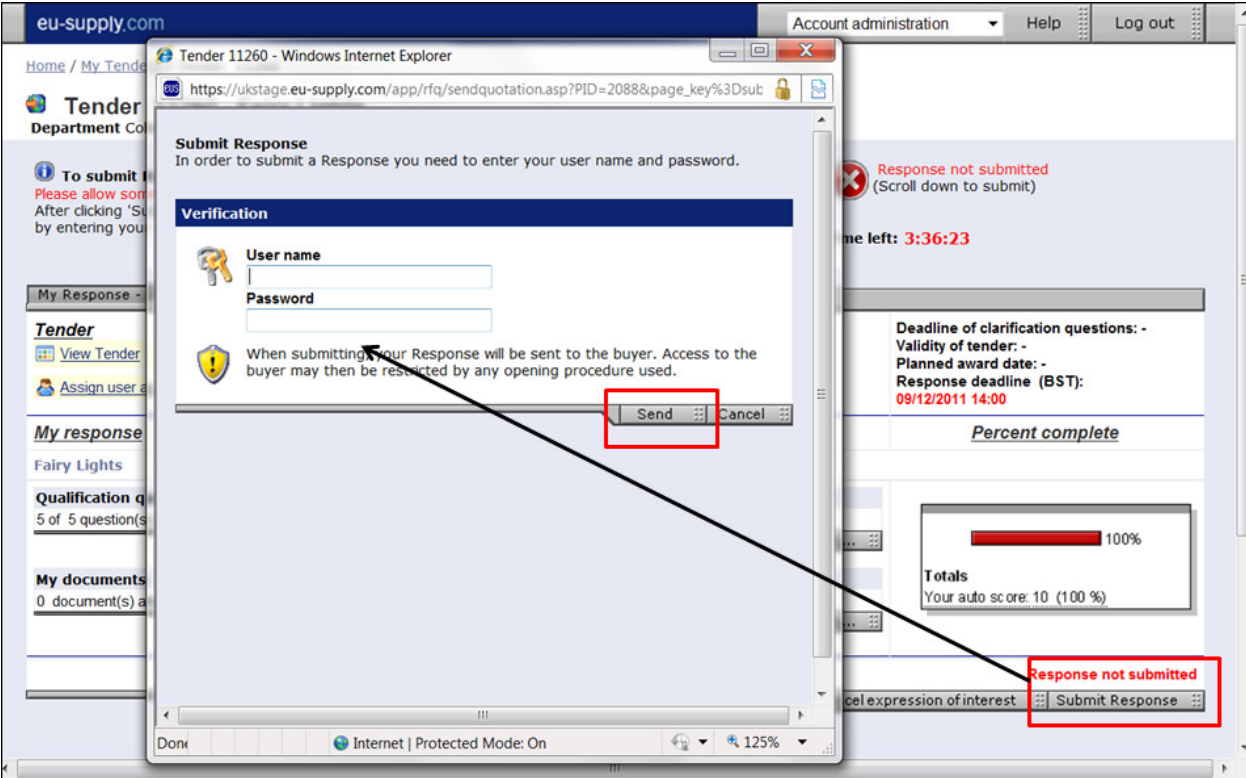 eu-supply.com
Account administration
Help
Log out
Home / My Tende
Tender
Department Col
To submit
Please allow som
After clicking 'Su
by entering your
Response not submitted
(Scroll down to submit)
me left: 3:36:23
My Response -
Tender
View Tender
Assign user a
Deadline of clarification questions: -
Validity of tender: -
Planned award date: -
Response deadline (BST):
09/12/2011 14:00
My response
Percent complete
Fairy Lights
Qualification q
5 of 5 question(s
My documents
0 document(s) a
...
...
100%
Totals
Your auto score: 10 (100 %)
Response not submitted
cel expression of interest
Submit Response
Tender 11260 - Windows Internet Explorer
https://ukstage.eu-supply.com/app/rfq/sendquotation.asp?PID=2088&page_key%3Dsub
Submit Response
In order to submit a Response you need to enter your user name and password.
Verification
User name
Password
When submitting, your Response will be sent to the buyer. Access to the
buyer may then be restricted by any opening procedure used.
Send
Cancel
Done
Internet | Protected Mode: On
125%